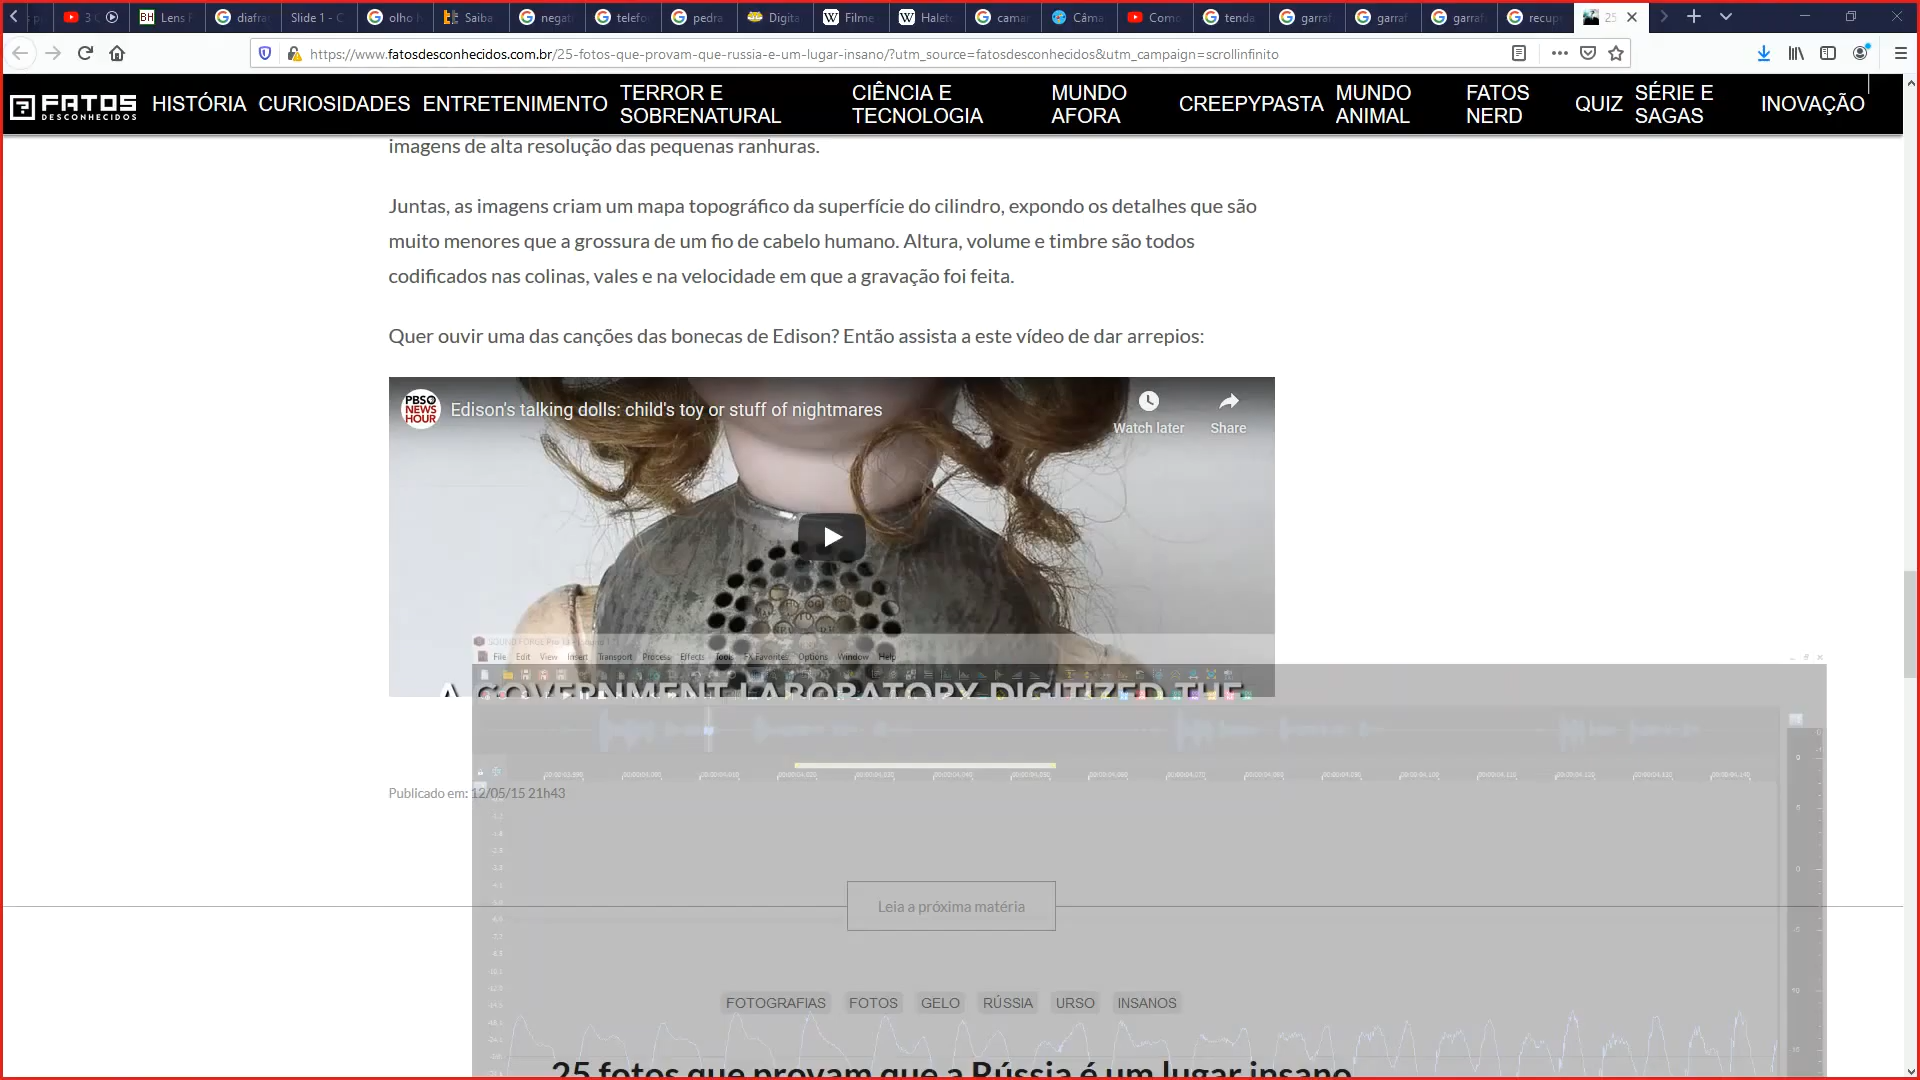 3
Lens F
diafra
Slide 1 - C
olho h
Saiba
negat
telefo
pedra
Digita
Filme
Halet
camar
Câma
Como
tenda
garraf
garraf
garraf
recup
25
https://www.fatosdesconhecidos.com.br/25-fotos-que-provam-que-russia-e-um-lugar-insano/?utm_source=fatosdesconhecidos&utm_campaign=scrollinfinito
FATOS
DESCONHECIDOS
HISTÓRIA
CURIOSIDADES
ENTRETENIMENTO
TERROR E
SOBRENATURAL
CIÊNCIA E
TECNOLOGIA
MUNDO
AFORA
CREEPYPASTA
MUNDO
ANIMAL
FATOS
NERD
QUIZ
SÉRIE E
SAGAS
INOVAÇÃO
imagens de alta resolução das pequenas ranhuras.
Juntas, as imagens criam um mapa topográfico da superfície do cilindro, expondo os detalhes que são
muito menores que a grossura de um fio de cabelo humano. Altura, volume e timbre são todos
codificados nas colinas, vales e na velocidade em que a gravação foi feita.
Quer ouvir uma das canções das bonecas de Edison? Então assista a este vídeo de dar arrepios:
PBS
NEWS
HOUR
Edison's talking dolls: child's toy or stuff of nightmares
Watch later
Share
File Edit View Insert Transport Process Effects Tools FX Favorites Options Window Help
A GOVERNMENT LABORATORY DIGITIZED THE
Publicado em: 12/05/15 21h43
Leia a próxima matéria
FOTOGRAFIAS
FOTOS
GELO
RÚSSIA
URSO
INSANOS
25 fotos que provam que a Rússia é um lugar insano